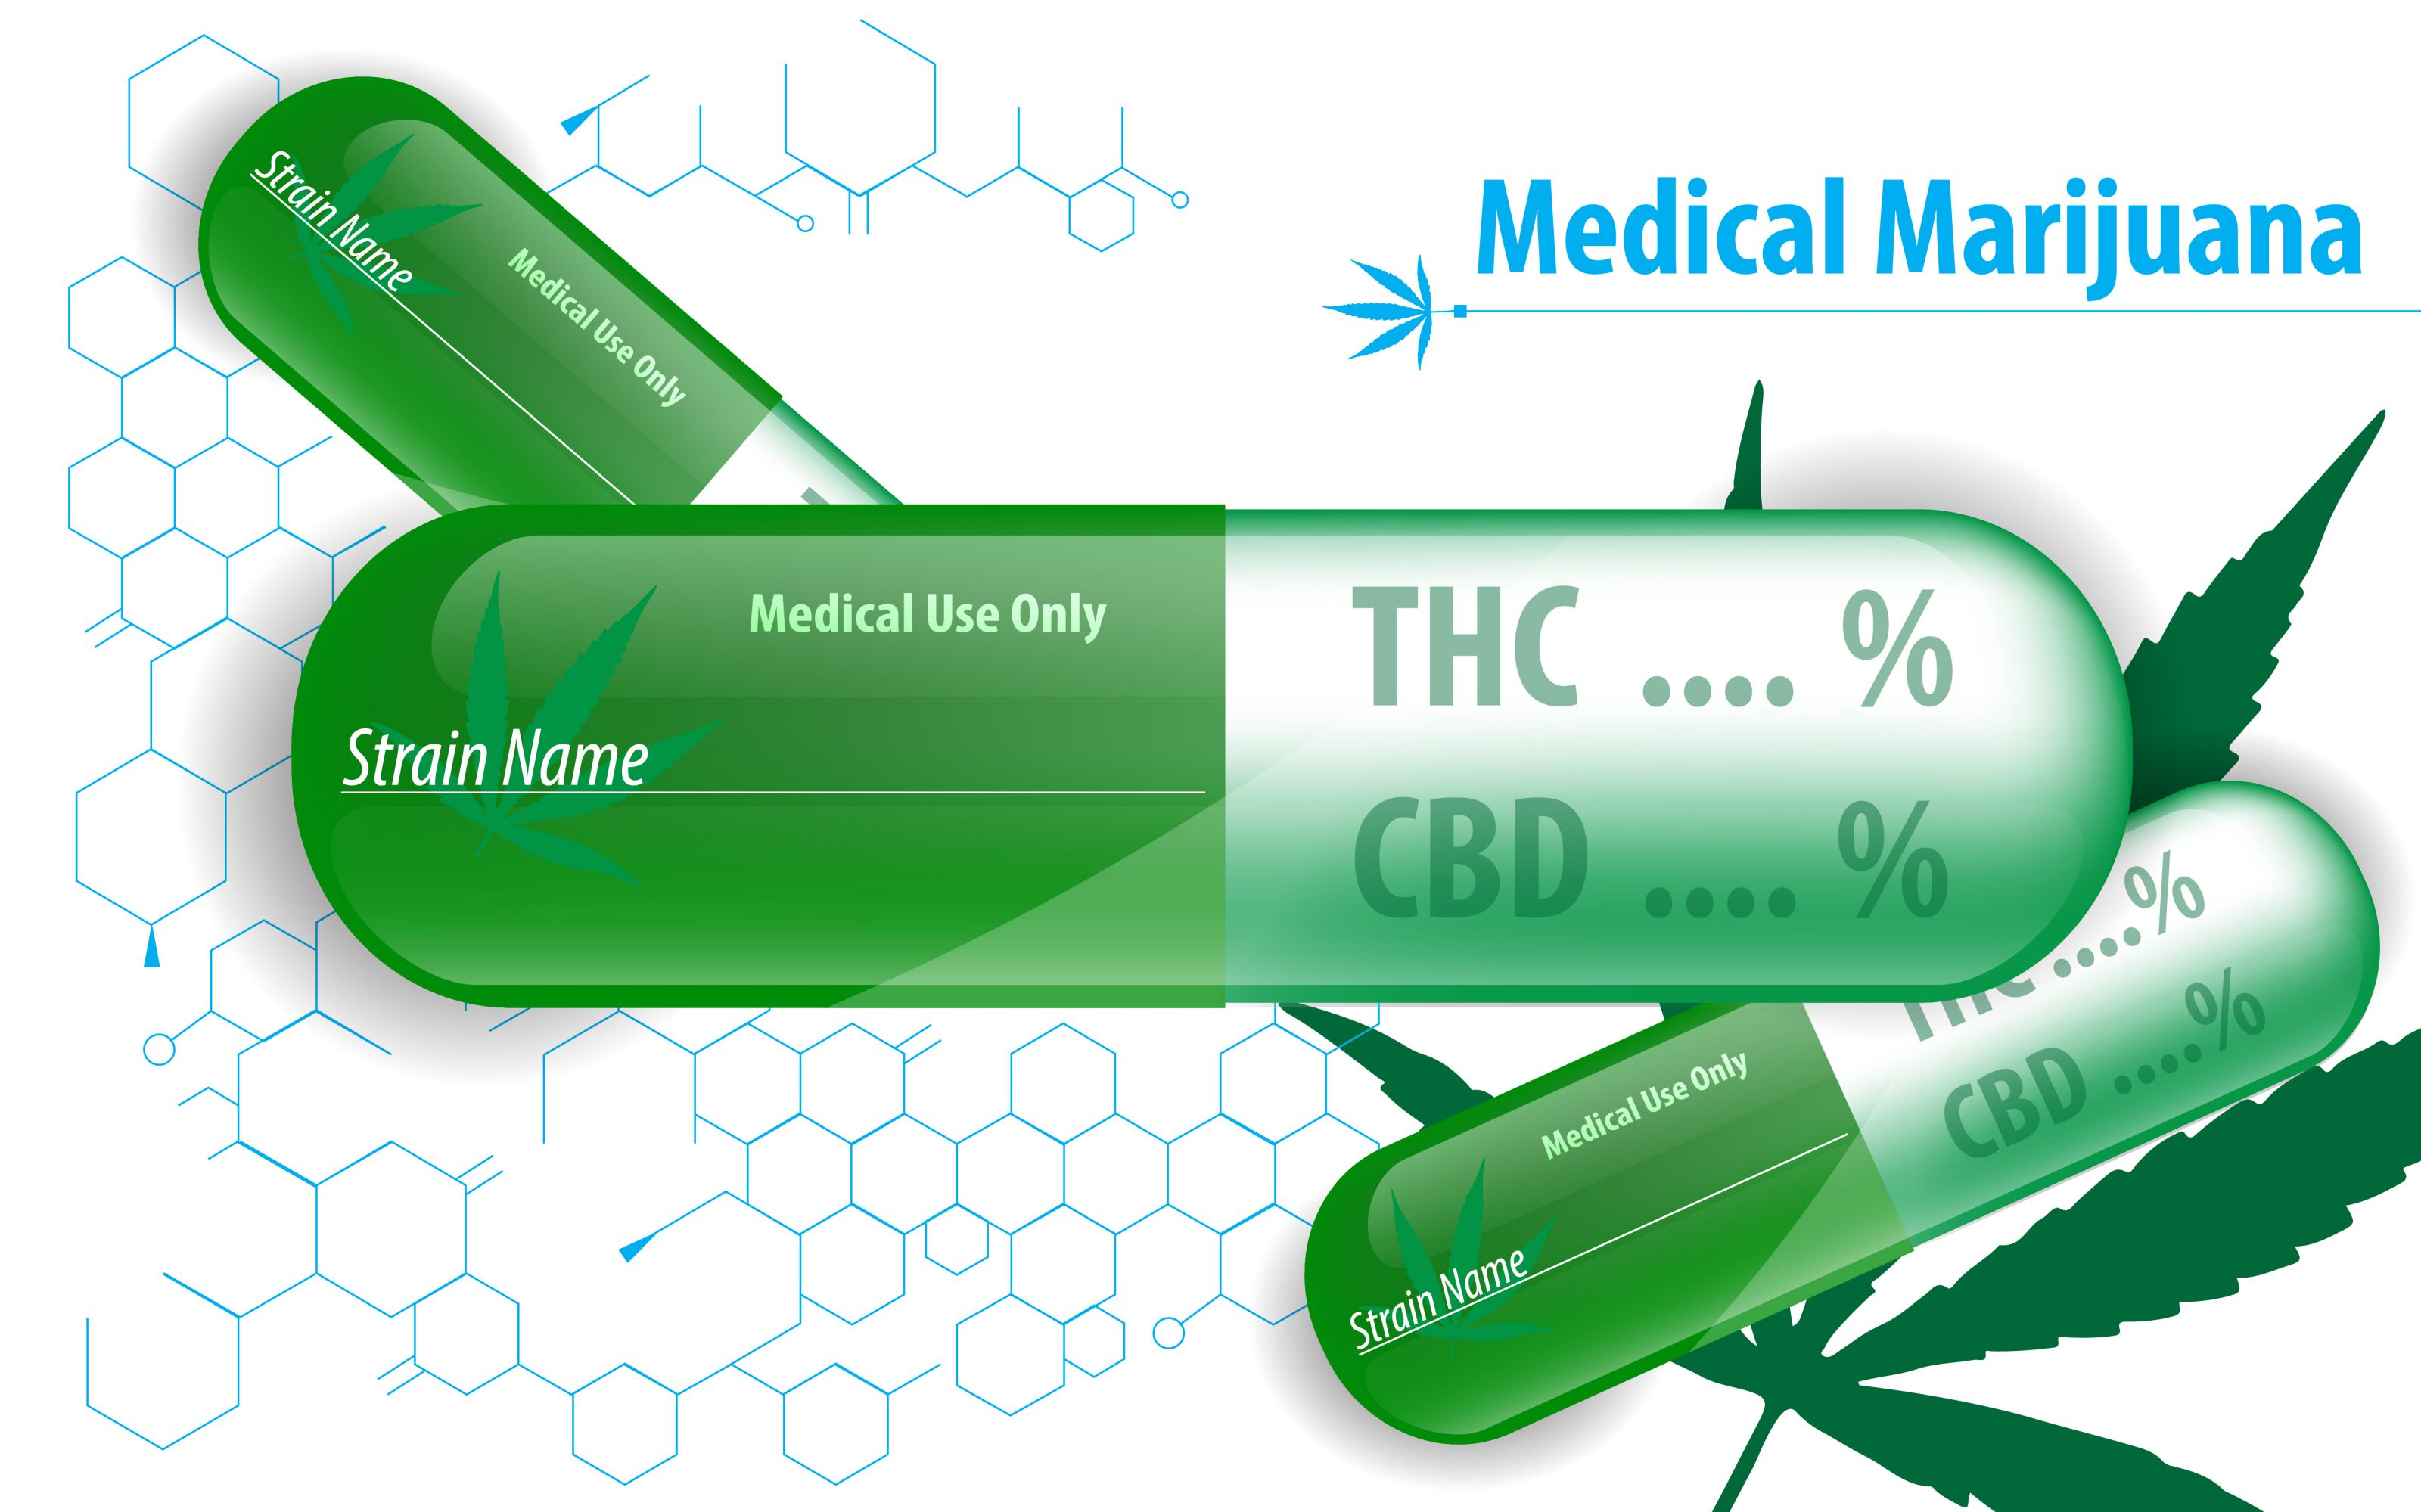 Medical Marijuana
Strain Name
Medical Use Only
Medical Use Only
Strain Name
THC .... %
CBD .... %
Medical Use Only
Strain Name
THC ....%
CBD ....%